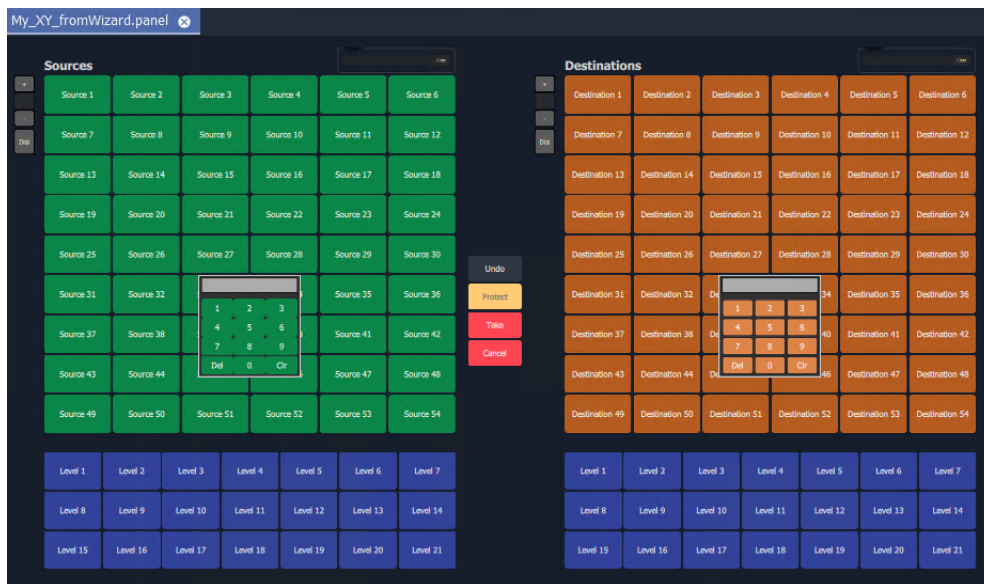 My_XY_fromWizard.panel
Sources
Clear
Destinations
Clear
+
Source 1 Source 2 Source 3 Source 4 Source 5 Source 6
+
Destination 1 Destination 2 Destination 3 Destination 4 Destination 5 Destination 6
-
Dial
Source 7 Source 8 Source 9 Source 10 Source 11 Source 12
-
Dial
Destination 7 Destination 8 Destination 9 Destination 10 Destination 11 Destination 12
Source 13 Source 14 Source 15 Source 16 Source 17 Source 18
Destination 13 Destination 14 Destination 15 Destination 16 Destination 17 Destination 18
Source 19 Source 20 Source 21 Source 22 Source 23 Source 24
Destination 19 Destination 20 Destination 21 Destination 22 Destination 23 Destination 24
Source 25 Source 26 Source 27 Source 28 Source 29 Source 30
Undo
Destination 25 Destination 26 Destination 27 Destination 28 Destination 29 Destination 30
Source 31 Source 32 Source 35 Source 36
Protect
Destination 31 Destination 32 De 34 Destination 35 Destination 36
1 2 3
1 2 3
Source 37 Source 38 Source 41 Source 42
4 5 6
Take
Destination 37 Destination 38 De 40 Destination 41 Destination 42
4 5 6
7 8 9
Cancel
7 8 9
Source 43 Source 44 Source 47 Source 48
Del 0 Clr
Destination 43 Destination 44 De 46 Destination 47 Destination 48
Del 0 Clr
Source 49 Source 50 Source 51 Source 52 Source 53 Source 54
Destination 49 Destination 50 Destination 51 Destination 52 Destination 53 Destination 54
Level 1 Level 2 Level 3 Level 4 Level 5 Level 6 Level 7
Level 1 Level 2 Level 3 Level 4 Level 5 Level 6 Level 7
Level 8 Level 9 Level 10 Level 11 Level 12 Level 13 Level 14
Level 8 Level 9 Level 10 Level 11 Level 12 Level 13 Level 14
Level 15 Level 16 Level 17 Level 18 Level 19 Level 20 Level 21
Level 15 Level 16 Level 17 Level 18 Level 19 Level 20 Level 21